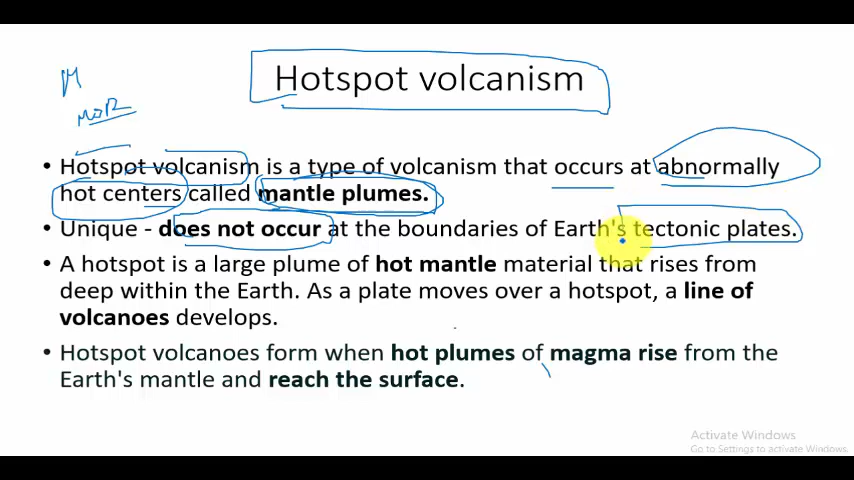 Hotspot volcanism
MOR
• Hotspot volcanism is a type of volcanism that occurs at abnormally
hot centers called mantle plumes.
• Unique - does not occur at the boundaries of Earth's tectonic plates.
• A hotspot is a large plume of hot mantle material that rises from
deep within the Earth. As a plate moves over a hotspot, a line of
volcanoes develops.
• Hotspot volcanoes form when hot plumes of magma rise from the
Earth's mantle and reach the surface.
Activate Windows
Go to Settings to activate Windows.